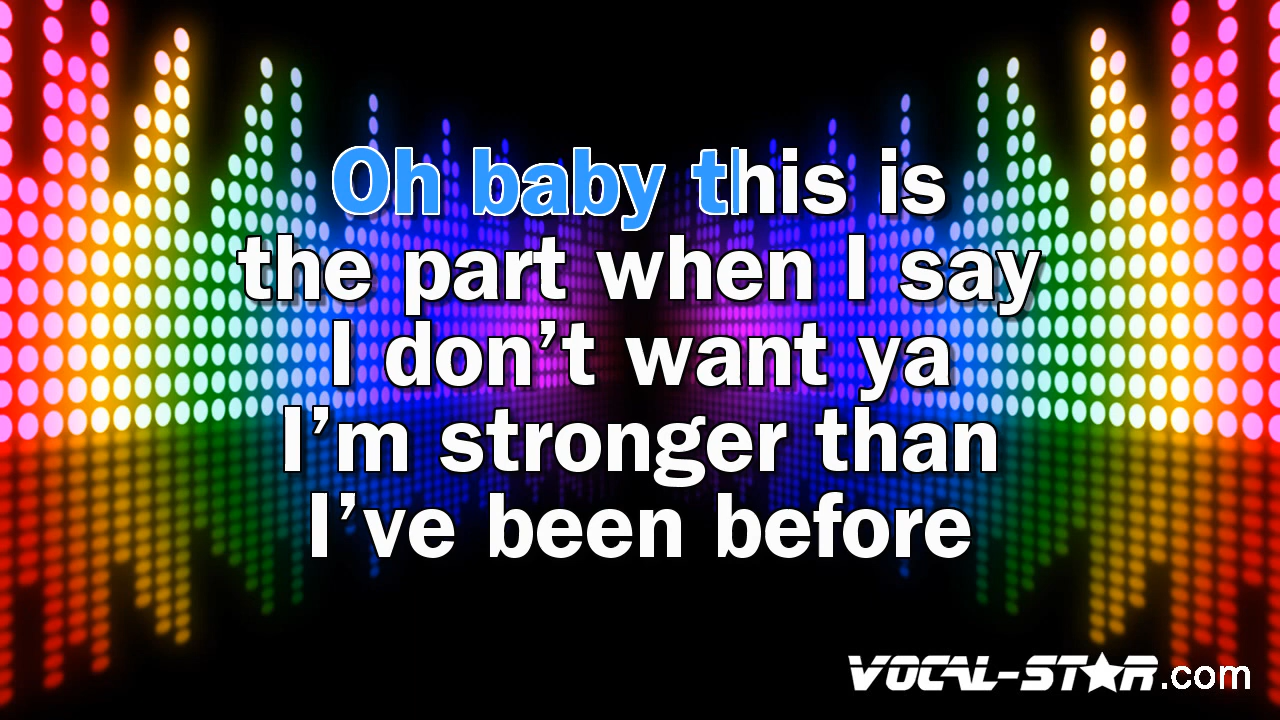 Oh baby this is
the part when I say
I don’t want ya
I’m stronger than
I’ve been before
VOCAL-STAR.com